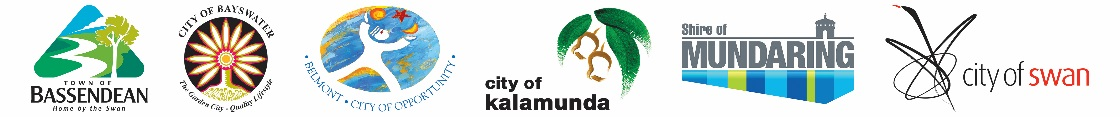 TOWN OF
BASSENDEAN
Home by the Swan
CITY OF BAYSWATER
The Garden City - Quality Lifestyle
• BELMONT • CITY OF OPPORTUNITY •
city of
kalamunda
Shire of
MUNDARING
city of swan